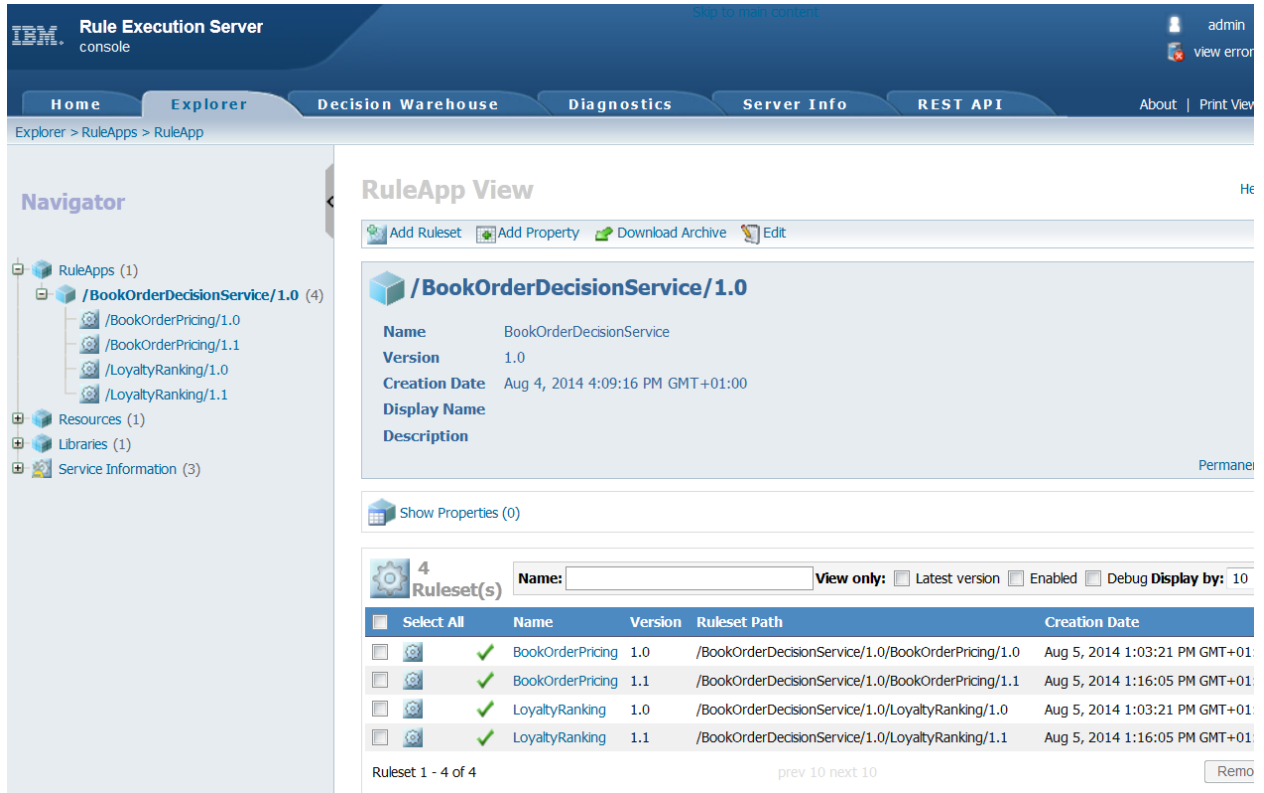 Skip to main content
IBM.
Rule Execution Server
console
admin
view error
Home Explorer Decision Warehouse Diagnostics Server Info REST API About | Print View
Explorer > RuleApps > RuleApp
Navigator
RuleApps (1)
/BookOrderDecisionService/1.0 (4)
/BookOrderPricing/1.0
/BookOrderPricing/1.1
/LoyaltyRanking/1.0
/LoyaltyRanking/1.1
Resources (1)
Libraries (1)
Service Information (3)
RuleApp View
He
Add Ruleset Add Property Download Archive Edit
/BookOrderDecisionService/1.0
Name BookOrderDecisionService
Version 1.0
Creation Date Aug 4, 2014 4:09:16 PM GMT+01:00
Display Name
Description
Permane
Show Properties (0)
4 Ruleset(s) Name: View only: Latest version Enabled Debug Display by: 10
Select All Name Version Ruleset Path Creation Date
BookOrderPricing 1.0 /BookOrderDecisionService/1.0/BookOrderPricing/1.0 Aug 5, 2014 1:03:21 PM GMT+01:
BookOrderPricing 1.1 /BookOrderDecisionService/1.0/BookOrderPricing/1.1 Aug 5, 2014 1:16:05 PM GMT+01:
LoyaltyRanking 1.0 /BookOrderDecisionService/1.0/LoyaltyRanking/1.0 Aug 5, 2014 1:03:21 PM GMT+01:
LoyaltyRanking 1.1 /BookOrderDecisionService/1.0/LoyaltyRanking/1.1 Aug 5, 2014 1:16:05 PM GMT+01:
Ruleset 1 - 4 of 4 prev 10 next 10 Remo